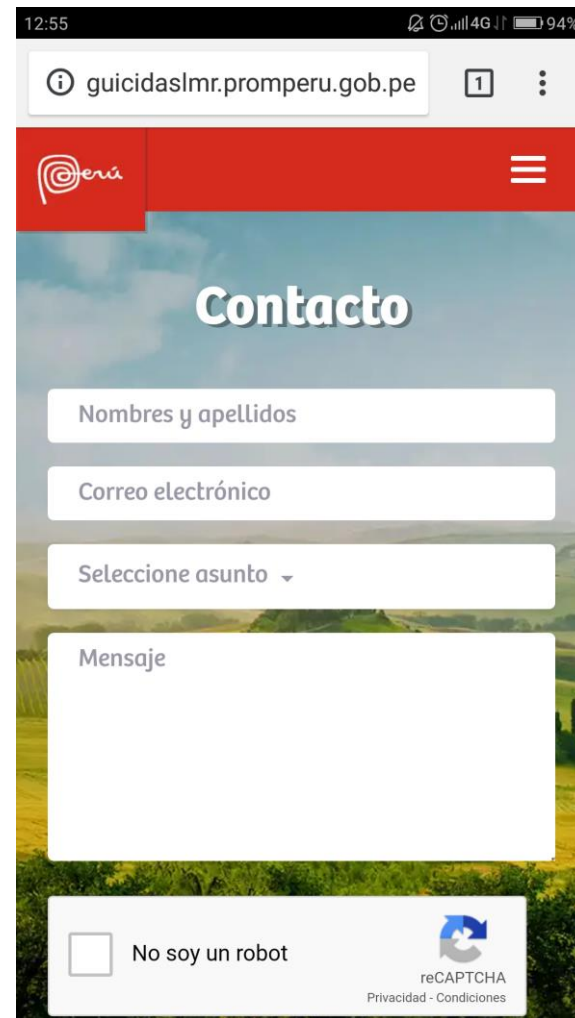 12:55
4G
94%
guicidaslmr.promperu.gob.pe
1
Perú
Contacto
Nombres y apellidos
Correo electrónico
Seleccione asunto
Mensaje
No soy un robot
reCAPTCHA
Privacidad - Condiciones